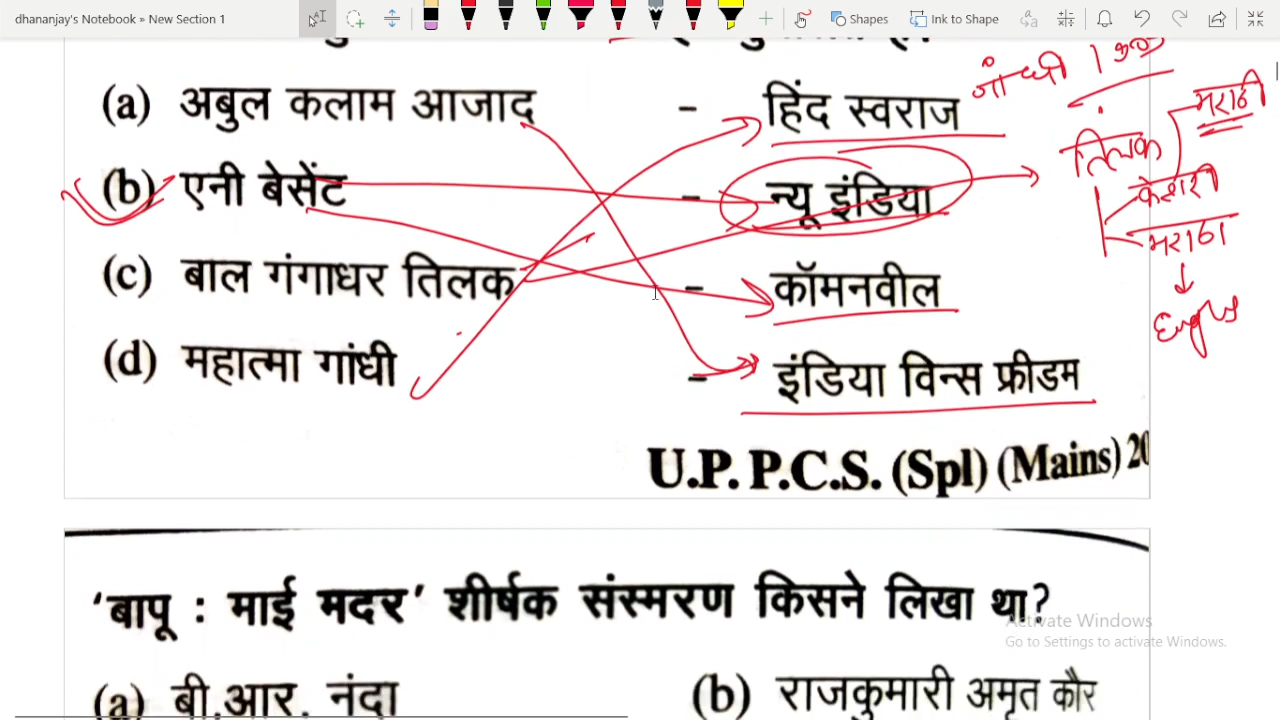 dhananjay's Notebook » New Section 1
Shapes
Ink to Shape
गांधी
(a) अबुल कलाम आजाद - हिंद स्वराज
मराठी
तिलक
(b) एनी बेसेंट - न्यू इंडिया
केशरी
मराठा
(c) बाल गंगाधर तिलक - कॉमनवील
(d) महात्मा गांधी - इंडिया विन्स फ्रीडम
U.P. P.C.S. (Spl) (Mains) 20
'बापू : माई मदर' शीर्षक संस्मरण किसने लिखा था?
Activate Windows
Go to Settings to activate Windows.
(a) बी.आर. नंदा (b) राजकुमारी अमृत कौर